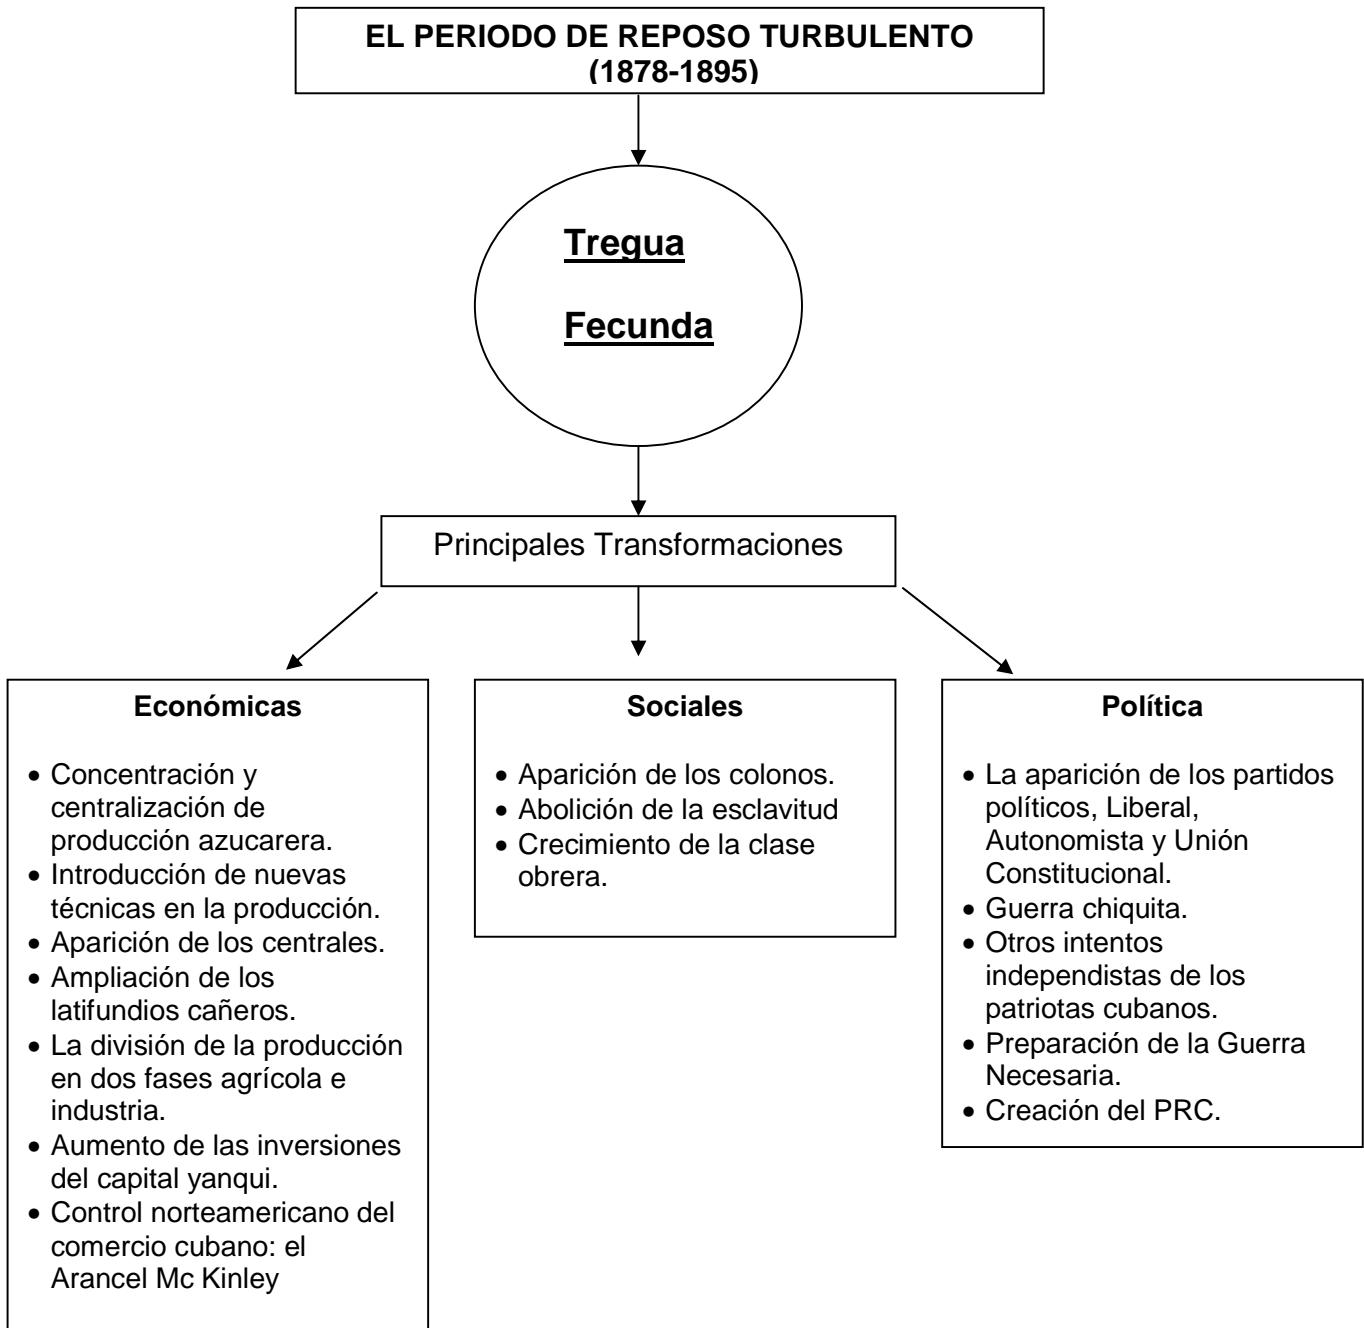 EL PERIODO DE REPOSO TURBULENTO
(1878-1895)
Tregua
Fecunda
Principales Transformaciones
Económicas
• Concentración y
centralización de
producción azucarera.
• Introducción de nuevas
técnicas en la producción.
• Aparición de los centrales.
• Ampliación de los
latifundios cañeros.
• La división de la producción
en dos fases agrícola e
industria.
• Aumento de las inversiones
del capital yanqui.
• Control norteamericano del
comercio cubano: el
Arancel Mc Kinley
Sociales
• Aparición de los colonos.
• Abolición de la esclavitud
• Crecimiento de la clase
obrera.
Política
• La aparición de los partidos
políticos, Liberal,
Autonomista y Unión
Constitucional.
• Guerra chiquita.
• Otros intentos
independistas de los
patriotas cubanos.
• Preparación de la Guerra
Necesaria.
• Creación del PRC.